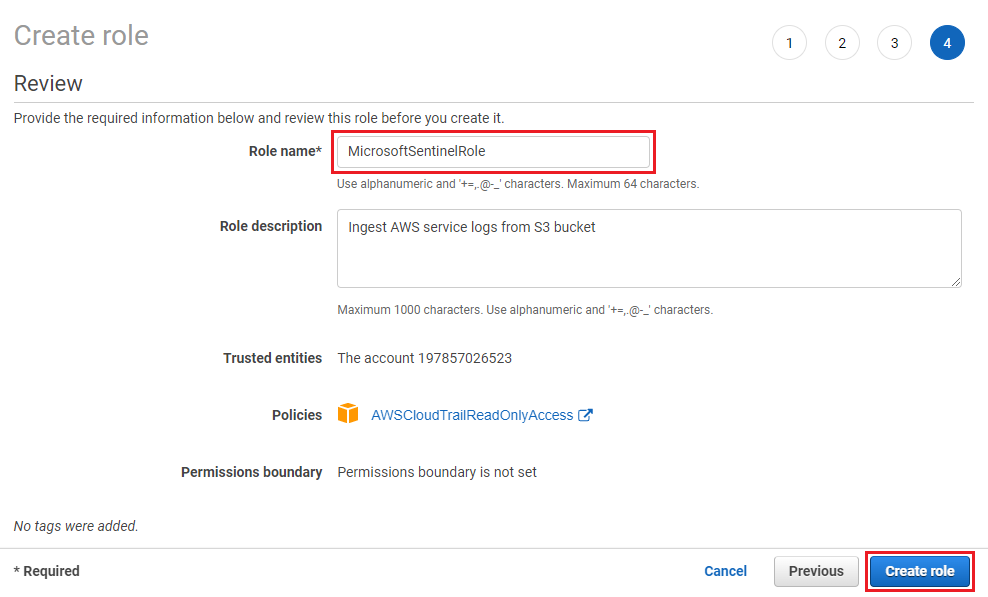 Create role
1 2 3 4
Review
Provide the required information below and review this role before you create it.
Role name* MicrosoftSentinelRole
Use alphanumeric and '+=,.@-_' characters. Maximum 64 characters.
Role description Ingest AWS service logs from S3 bucket
Maximum 1000 characters. Use alphanumeric and '+=,.@-_' characters.
Trusted entities The account 197857026523
Policies AWSCloudTrailReadOnlyAccess
Permissions boundary Permissions boundary is not set
No tags were added.
* Required Cancel Previous Create role